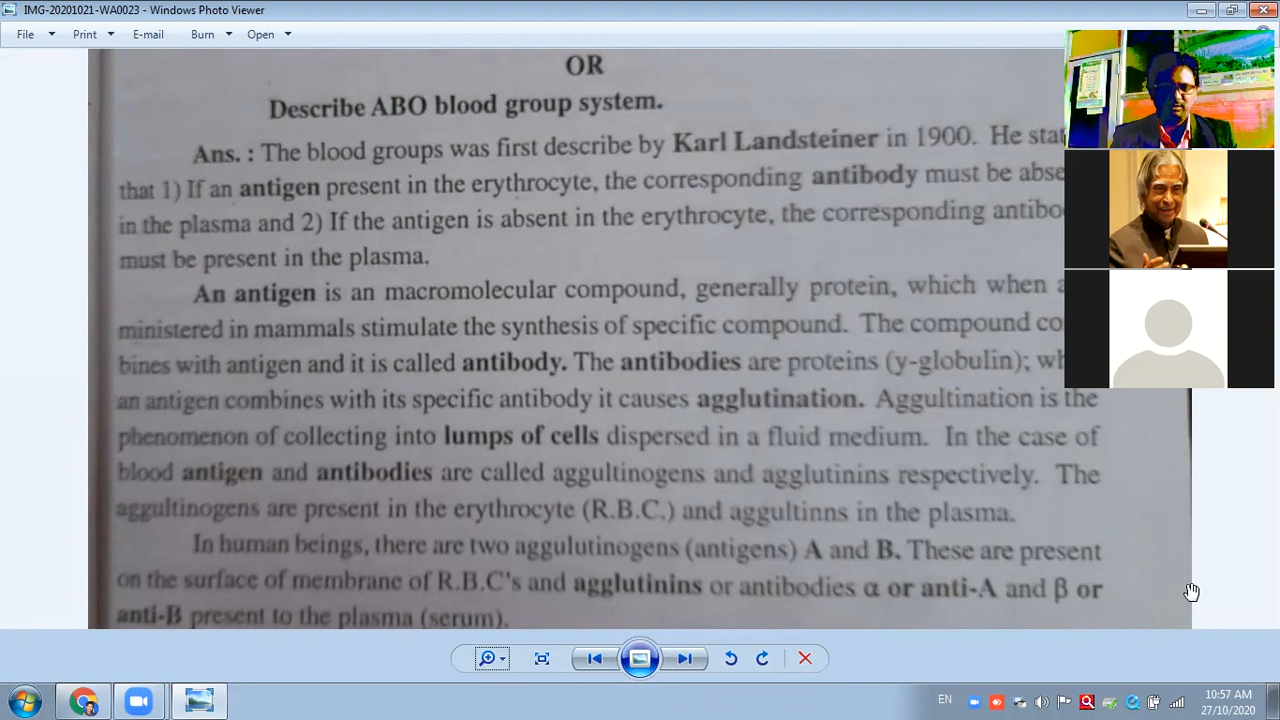 IMG-20201021-WA0023 - Windows Photo Viewer
File Print E-mail Burn Open
OR
Describe ABO blood group system.
Ans. : The blood groups was first describe by Karl Landsteiner in 1900. He stat
that 1) If an antigen present in the erythrocyte, the corresponding antibody must be abse
in the plasma and 2) If the antigen is absent in the erythrocyte, the corresponding antibo
must be present in the plasma.
An antigen is an macromolecular compound, generally protein, which when a
ministered in mammals stimulate the synthesis of specific compound. The compound co
bines with antigen and it is called antibody. The antibodies are proteins (y-globulin); wh
an antigen combines with its specific antibody it causes agglutination. Aggultination is the
phenomenon of collecting into lumps of cells dispersed in a fluid medium. In the case of
blood antigen and antibodies are called aggultinogens and agglutinins respectively. The
aggultinogens are present in the erythrocyte (R.B.C.) and aggultinns in the plasma.
In human beings, there are two aggulutinogens (antigens) A and B. These are present
on the surface of membrane of R.B.C's and agglutinins or antibodies α or anti-A and β or
anti-B present to the plasma (serum).
EN
10:57 AM
27/10/2020